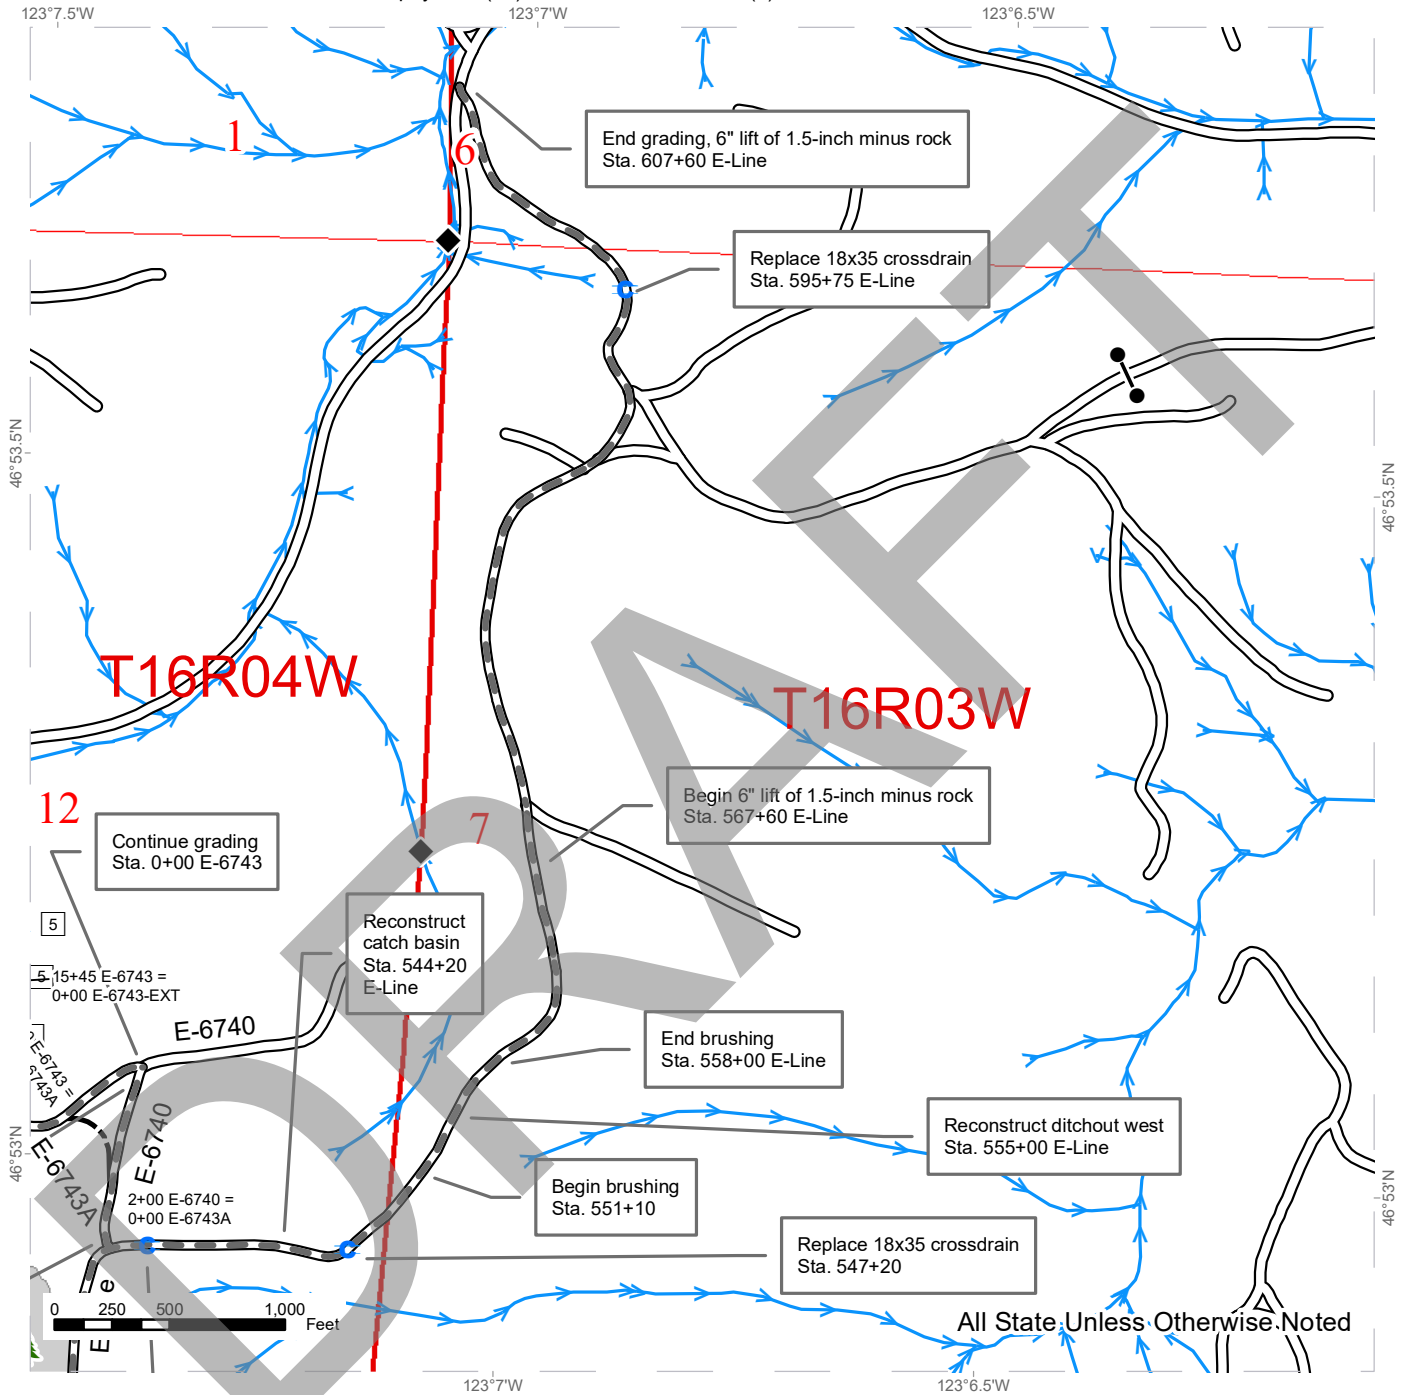 123°7.5'W
123°7'W
123°6.5'W
End grading, 6" lift of 1.5-inch minus rock
Sta. 607+60 E-Line
1
6
Replace 18x35 crossdrain
Sta. 595+75 E-Line
46°53.5'N
46°53.5'N
T16R04W
T16R03W
12
7
Begin 6" lift of 1.5-inch minus rock
Sta. 567+60 E-Line
Continue grading
Sta. 0+00 E-6743
5
Reconstruct
catch basin
Sta. 544+20
E-Line
5
15+45 E-6743 =
0+00 E-6743-EXT
E-6740
End brushing
Sta. 558+00 E-Line
E-6743 =
6743A
E-6740
E-6743A
46°53'N
46°53'N
Reconstruct ditchout west
Sta. 555+00 E-Line
Begin brushing
Sta. 551+10
2+00 E-6740 =
0+00 E-6743A
Replace 18x35 crossdrain
Sta. 547+20
0 250 500 1,000
Feet
All State Unless Otherwise Noted
DRAFT
123°7'W
123°6.5'W